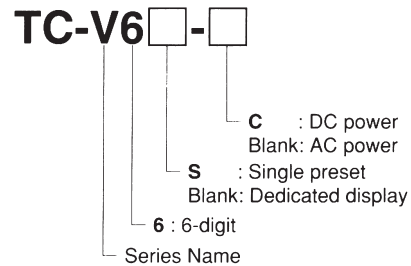 TC-V6□-□
C : DC power
Blank: AC power
S : Single preset
Blank: Dedicated display
6 : 6-digit
Series Name